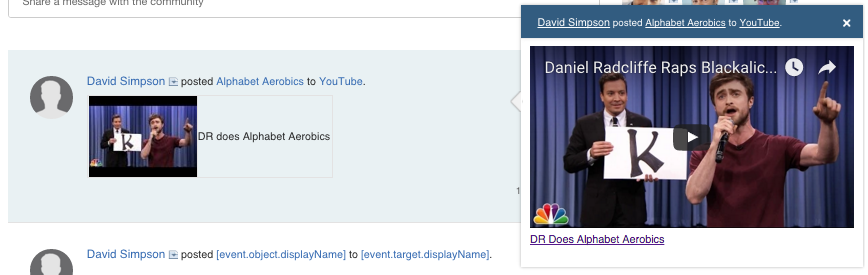 Share a message with the community
David Simpson posted Alphabet Aerobics to YouTube.
×
David Simpson posted Alphabet Aerobics to YouTube.
DR does Alphabet Aerobics
Daniel Radcliffe Raps Blackalic...
K
K
1
DR Does Alphabet Aerobics
David Simpson posted [event.object.displayName] to [event.target.displayName].